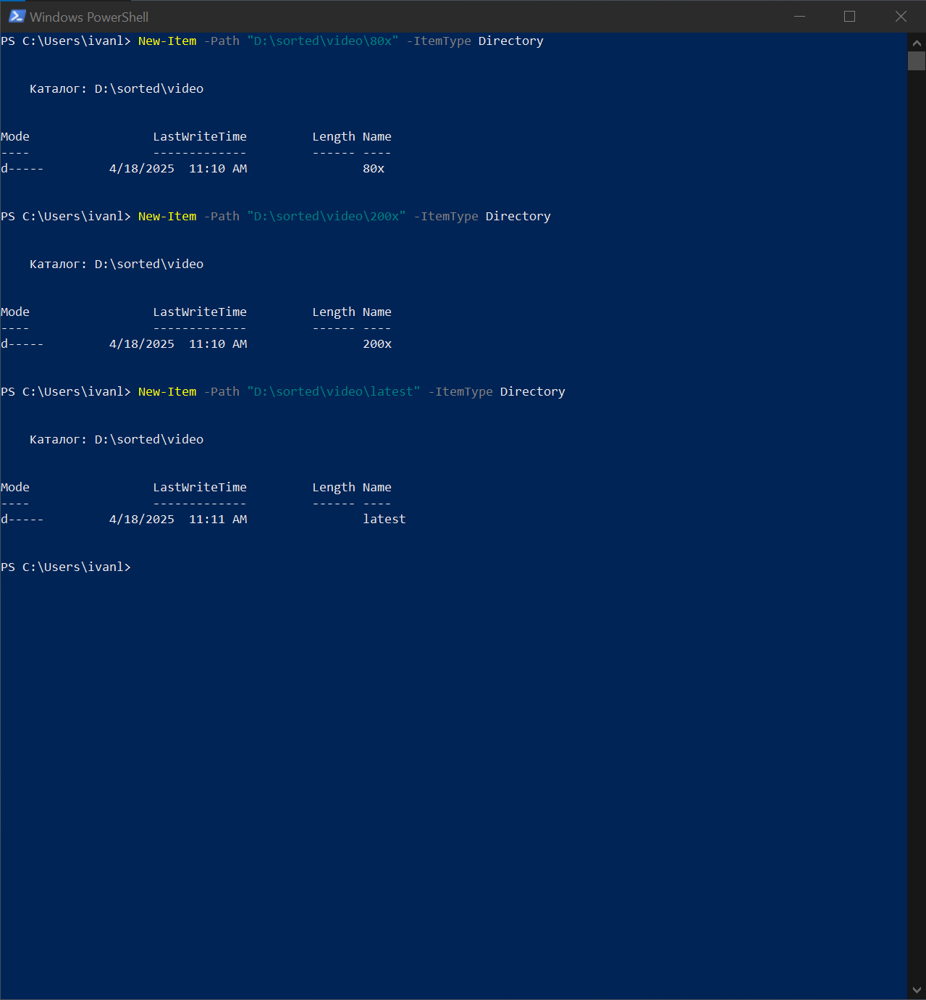 Windows PowerShell
PS C:\Users\ivanl> New-Item -Path "D:\sorted\video\80x" -ItemType Directory
Каталог: D:\sorted\video
Mode                 LastWriteTime         Length Name
----                 -------------         ------ ----
d-----         4/18/2025  11:10 AM                80x
PS C:\Users\ivanl> New-Item -Path "D:\sorted\video\200x" -ItemType Directory
Каталог: D:\sorted\video
Mode                 LastWriteTime         Length Name
----                 -------------         ------ ----
d-----         4/18/2025  11:10 AM                200x
PS C:\Users\ivanl> New-Item -Path "D:\sorted\video\latest" -ItemType Directory
Каталог: D:\sorted\video
Mode                 LastWriteTime         Length Name
----                 -------------         ------ ----
d-----         4/18/2025  11:11 AM                latest
PS C:\Users\ivanl>